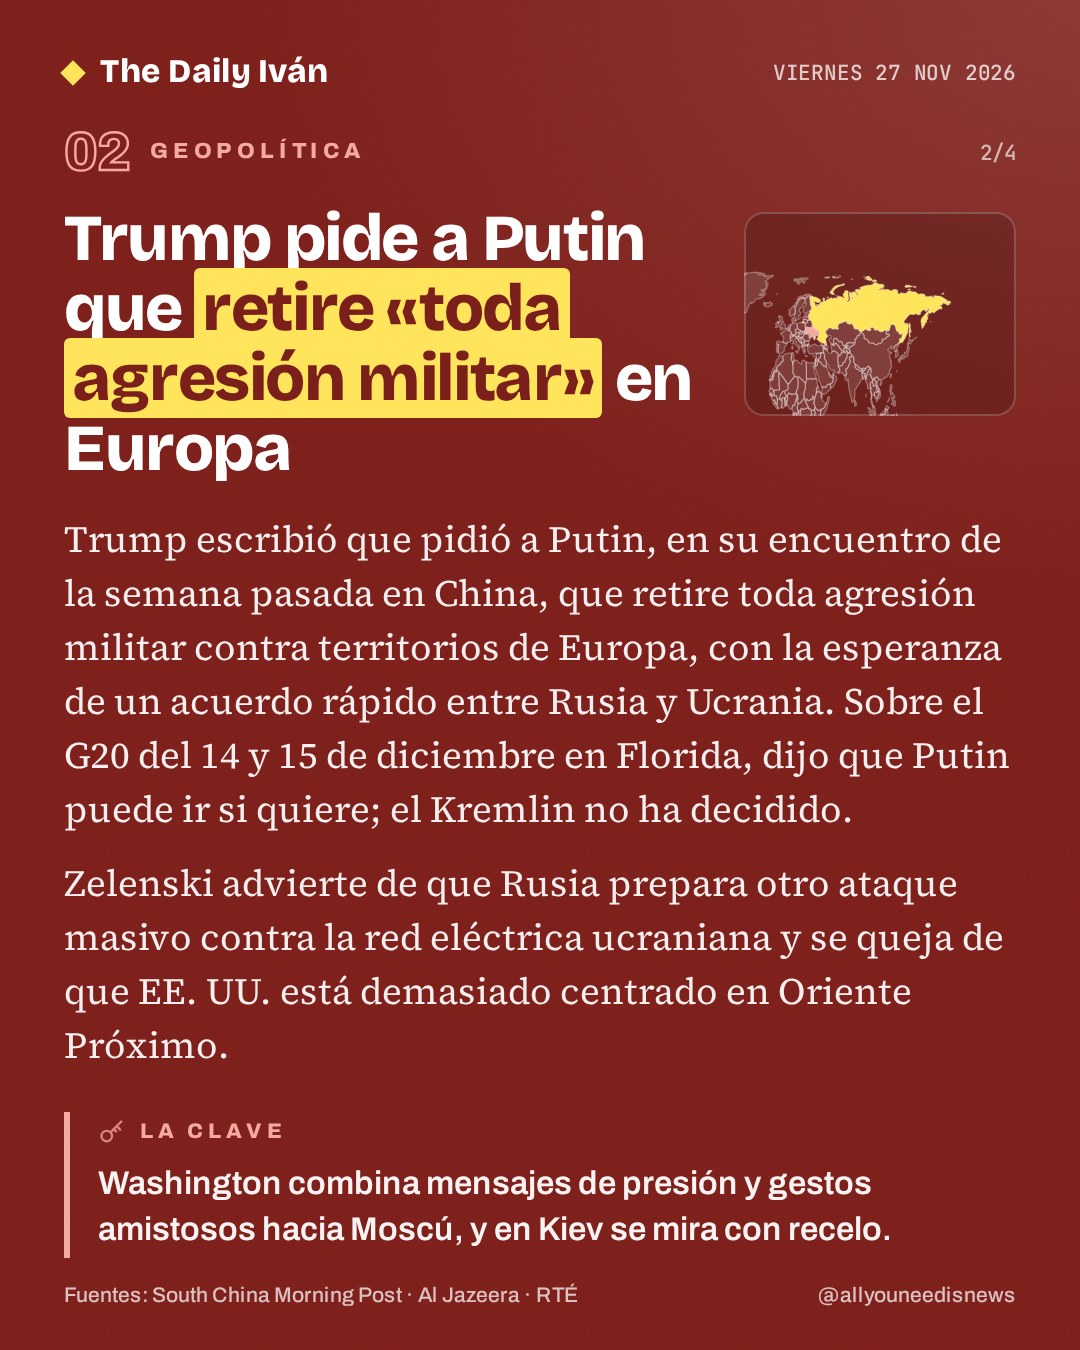 The Daily Iván
VIERNES 27 NOV 2026
02 GEOPOLÍTICA
2/4
Trump pide a Putin
que retire «toda
agresión militar» en
Europa
Trump escribió que pidió a Putin, en su encuentro de
la semana pasada en China, que retire toda agresión
militar contra territorios de Europa, con la esperanza
de un acuerdo rápido entre Rusia y Ucrania. Sobre el
G20 del 14 y 15 de diciembre en Florida, dijo que Putin
puede ir si quiere; el Kremlin no ha decidido.
Zelenski advierte de que Rusia prepara otro ataque
masivo contra la red eléctrica ucraniana y se queja de
que EE. UU. está demasiado centrado en Oriente
Próximo.
LA CLAVE
Washington combina mensajes de presión y gestos
amistosos hacia Moscú, y en Kiev se mira con recelo.
Fuentes: South China Morning Post · Al Jazeera · RTÉ
@allyouneedisnews